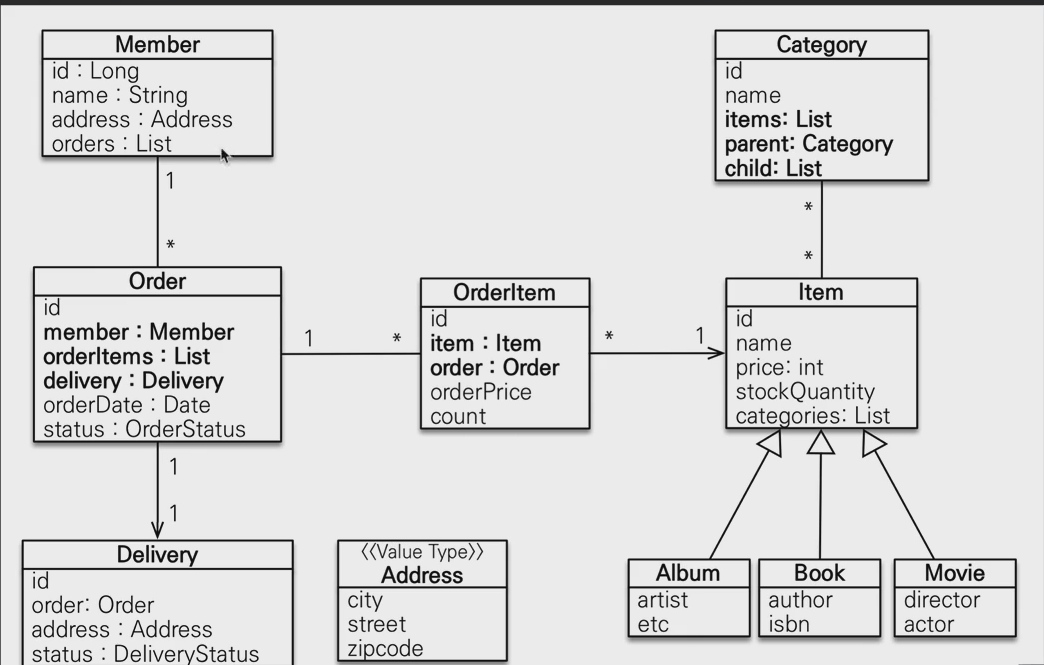 Member
id : Long
name : String
address : Address
orders : List
1
*
Category
id
name
items: List
parent: Category
child: List
*
*
Order
id
member : Member
orderItems : List
delivery : Delivery
orderDate : Date
status : OrderStatus
1
*
OrderItem
id
item : Item
order : Order
orderPrice
count
*
1
Item
id
name
price: int
stockQuantity
categories: List
1
1
Delivery
id
order: Order
address : Address
status : DeliveryStatus
<<Value Type>>
Address
city
street
zipcode
Album
artist
etc
Book
author
isbn
Movie
director
actor